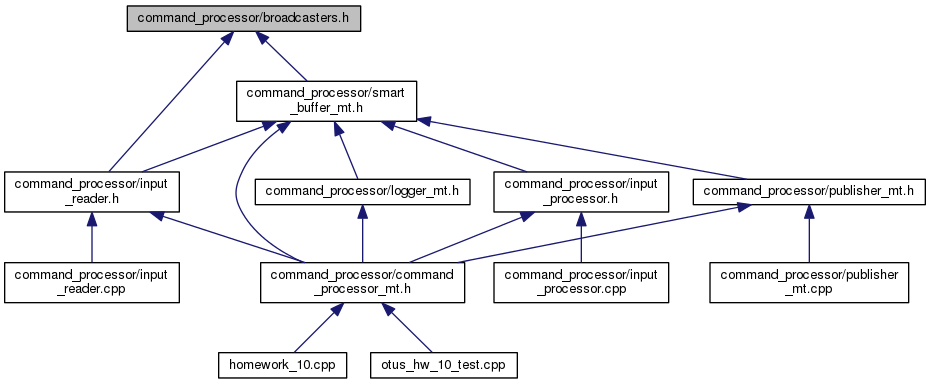 command_processor/broadcasters.h
command_processor/smart
_buffer_mt.h
command_processor/input
_reader.h
command_processor/logger_mt.h
command_processor/input
_processor.h
command_processor/publisher_mt.h
command_processor/input
_reader.cpp
command_processor/command
_processor_mt.h
command_processor/input
_processor.cpp
command_processor/publisher
_mt.cpp
homework_10.cpp
otus_hw_10_test.cpp